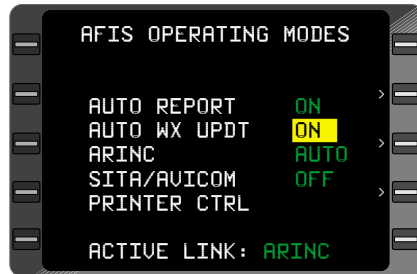 AFIS OPERATING MODES
AUTO REPORT ON >
AUTO WX UPDT ON
ARINC AUTO >
SITA/AVICOM OFF
PRINTER CTRL >
ACTIVE LINK: ARINC